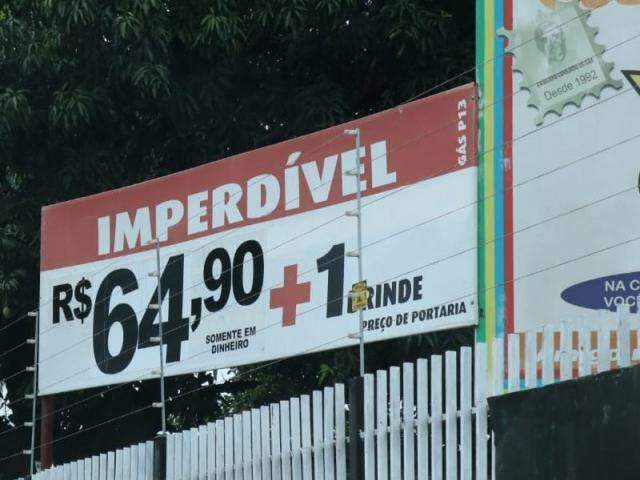 IMPERDÍVEL
GÁS P13
R$64,90 + 1 BRINDE
SOMENTE EM
DINHEIRO
PREÇO DE PORTARIA
Desde 1992
NA C
VOCÊ